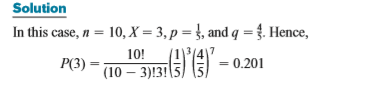 Solution
In this case, n = 10, X = 3, p = 1/5, and q = 4/5. Hence,
P(3) = 10!/(10 − 3)!3! (1/5)^3 (4/5)^7 = 0.201